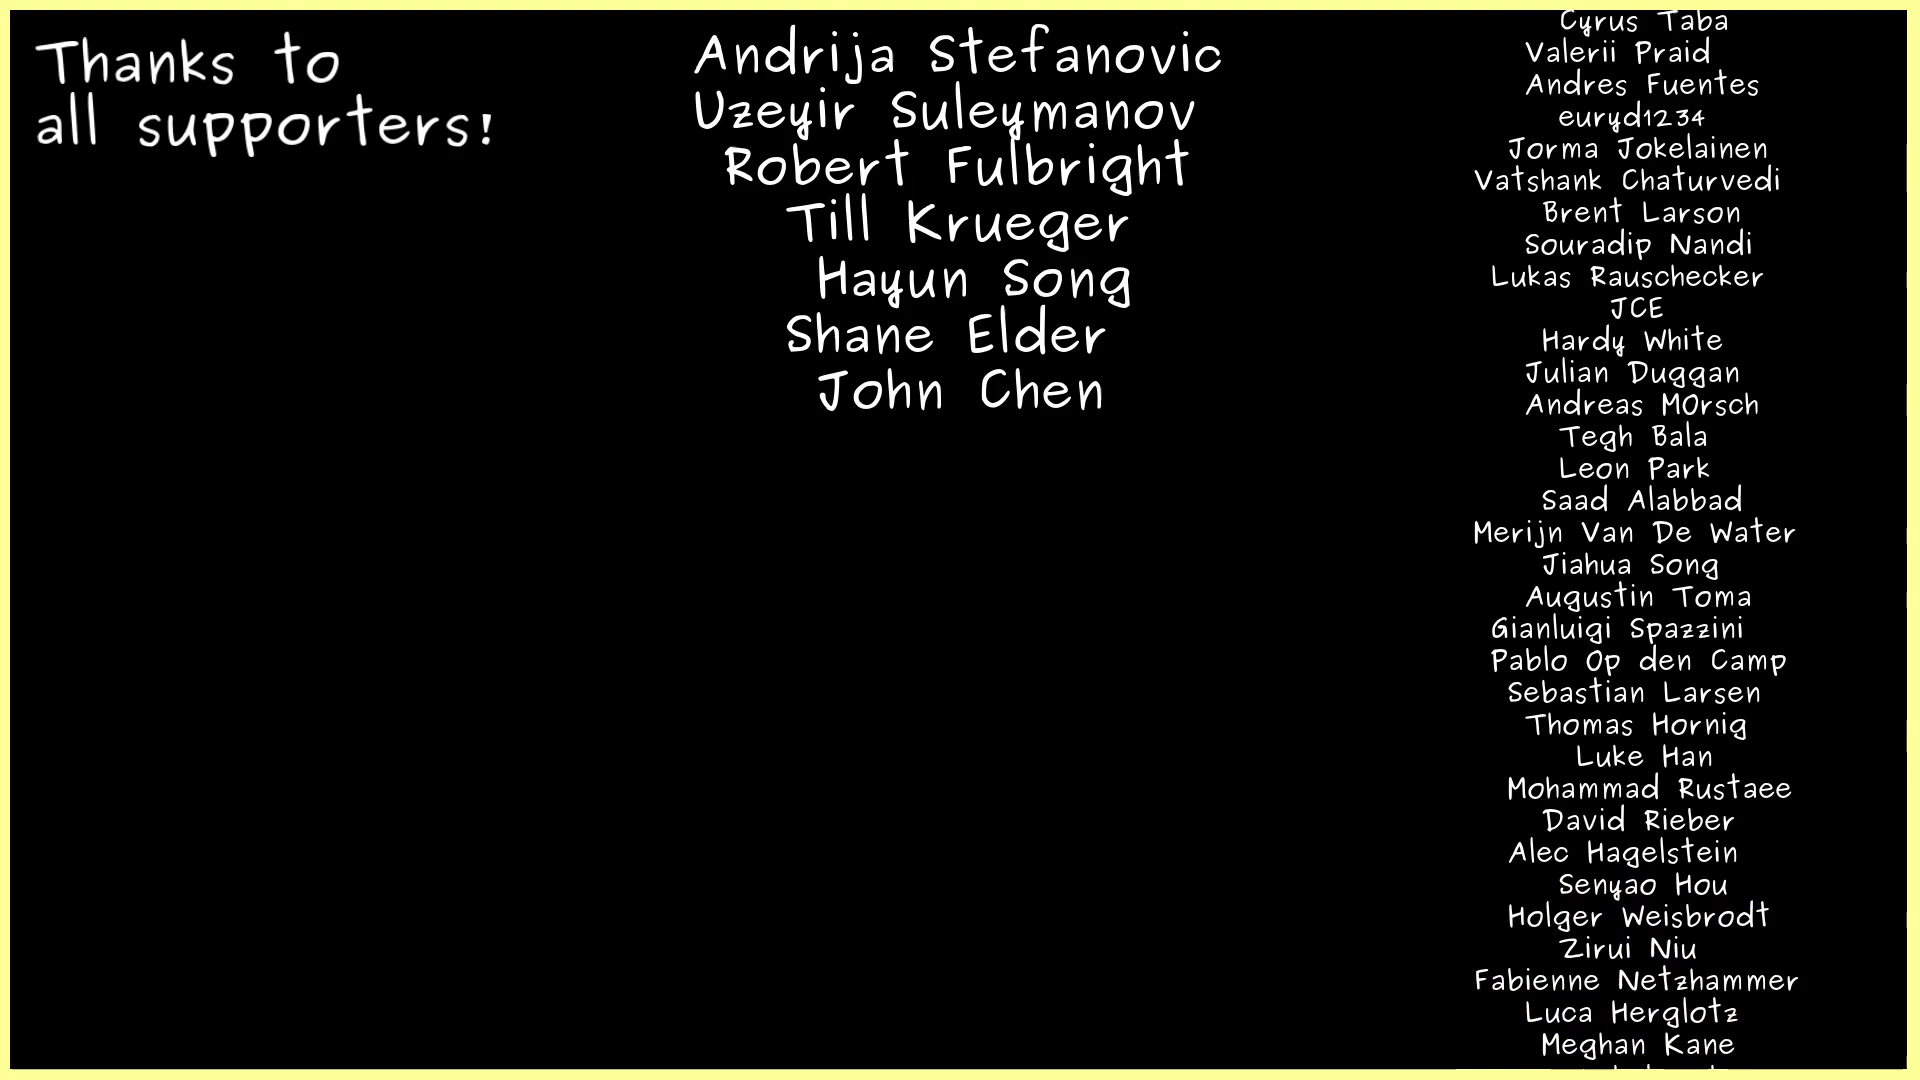 Thanks to
all supporters!
Andrija Stefanovic
Uzeyir Suleymanov
Robert Fulbright
Till Krueger
Hayun Song
Shane Elder
John Chen
Cyrus Taba
Valerii Praid
Andres Fuentes
euryd1234
Jorma Jokelainen
Vatshank Chaturvedi
Brent Larson
Souradip Nandi
Lukas Rauschecker
JCE
Hardy White
Julian Duggan
Andreas MOrsch
Tegh Bala
Leon Park
Saad Alabbad
Merijn Van De Water
Jiahua Song
Augustin Toma
Gianluigi Spazzini
Pablo Op den Camp
Sebastian Larsen
Thomas Hornig
Luke Han
Mohammad Rustaee
David Rieber
Alec Hagelstein
Senyao Hou
Holger Weisbrodt
Zirui Niu
Fabienne Netzhammer
Luca Herglotz
Meghan Kane